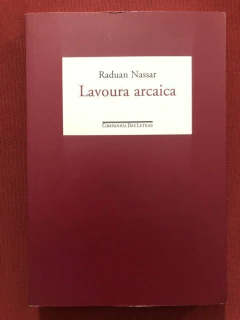 Raduan Nassar
Lavoura arcaica
COMPANHIA DAS LETRAS